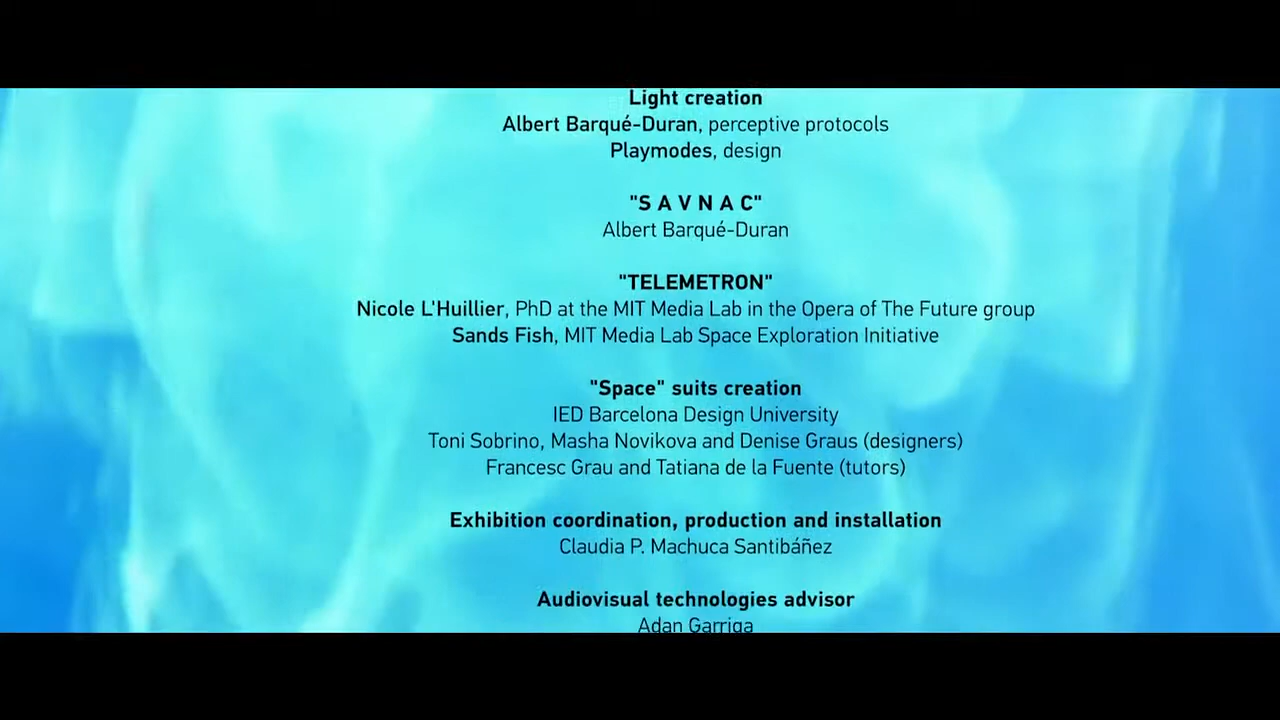 Light creation
Albert Barqué-Duran, perceptive protocols
Playmodes, design
"S A V N A C"
Albert Barqué-Duran
"TELEMETRON"
Nicole L'Huillier, PhD at the MIT Media Lab in the Opera of The Future group
Sands Fish, MIT Media Lab Space Exploration Initiative
"Space" suits creation
IED Barcelona Design University
Toni Sobrino, Masha Novikova and Denise Graus (designers)
Francesc Grau and Tatiana de la Fuente (tutors)
Exhibition coordination, production and installation
Claudia P. Machuca Santibáñez
Audiovisual technologies advisor
Adan Garriga